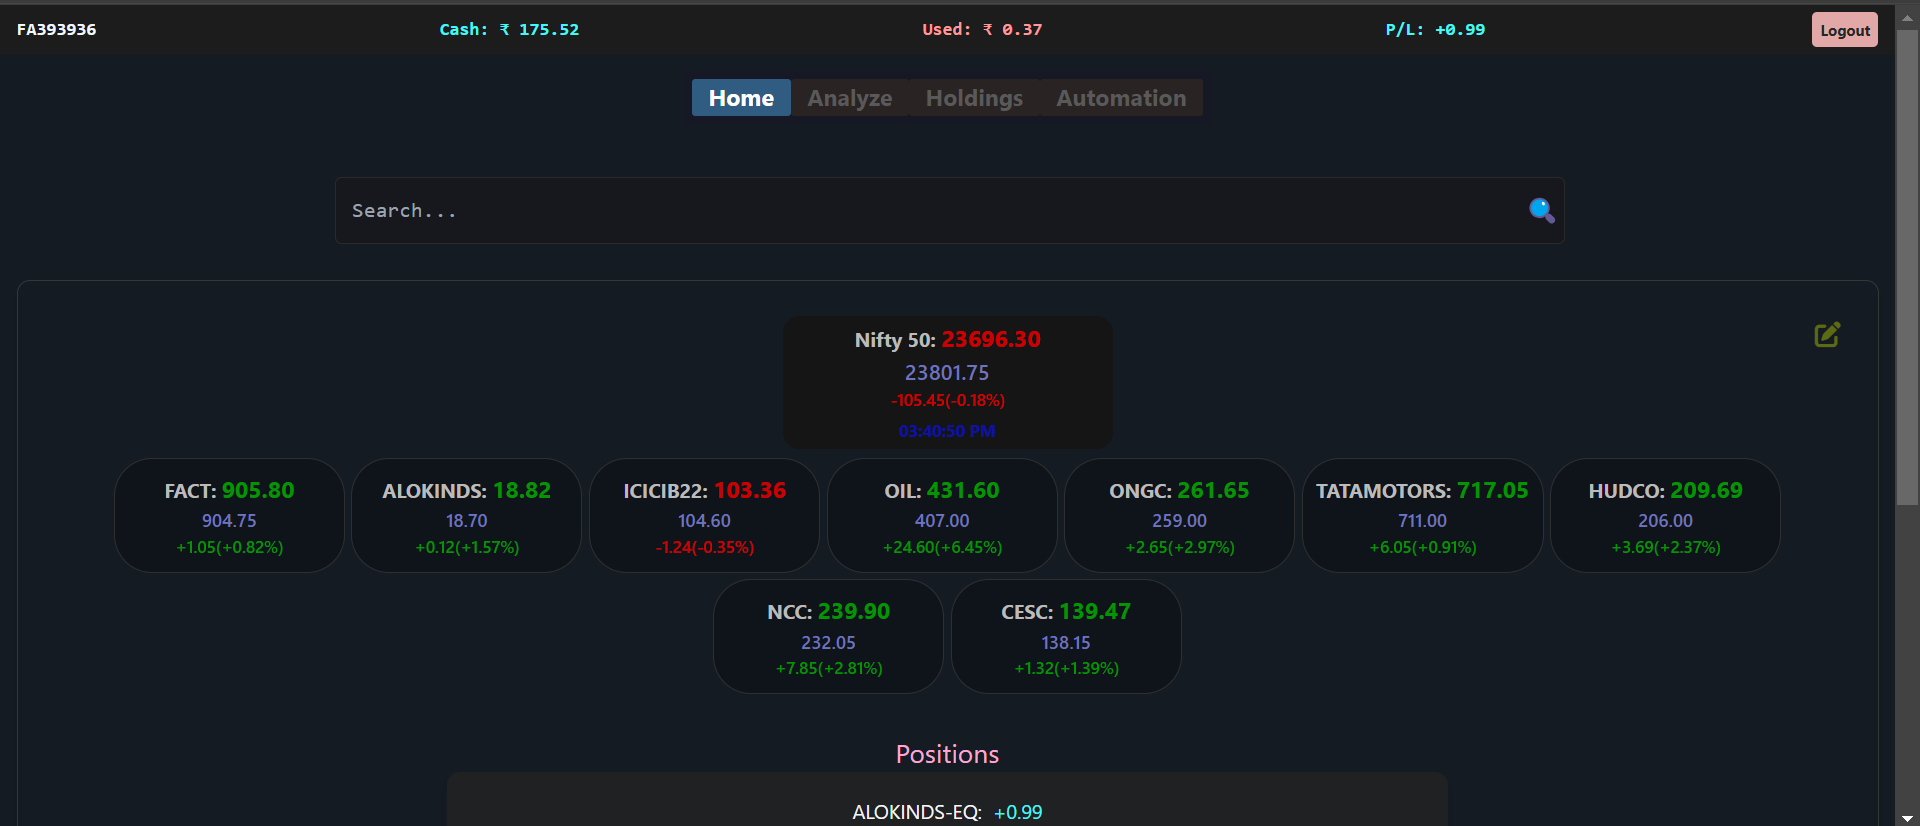 FA393936 Cash: ₹ 175.52 Used: ₹ 0.37 P/L: +0.99 Logout
Home Analyze Holdings Automation
Search...
Nifty 50: 23696.30
23801.75
-105.45(-0.18%)
03:40:50 PM
FACT: 905.80
904.75
+1.05(+0.82%)
ALOKINDS: 18.82
18.70
+0.12(+1.57%)
ICICIB22: 103.36
104.60
-1.24(-0.35%)
OIL: 431.60
407.00
+24.60(+6.45%)
ONGC: 261.65
259.00
+2.65(+2.97%)
TATAMOTORS: 717.05
711.00
+6.05(+0.91%)
HUDCO: 209.69
206.00
+3.69(+2.37%)
NCC: 239.90
232.05
+7.85(+2.81%)
CESC: 139.47
138.15
+1.32(+1.39%)
Positions
ALOKINDS-EQ: +0.99